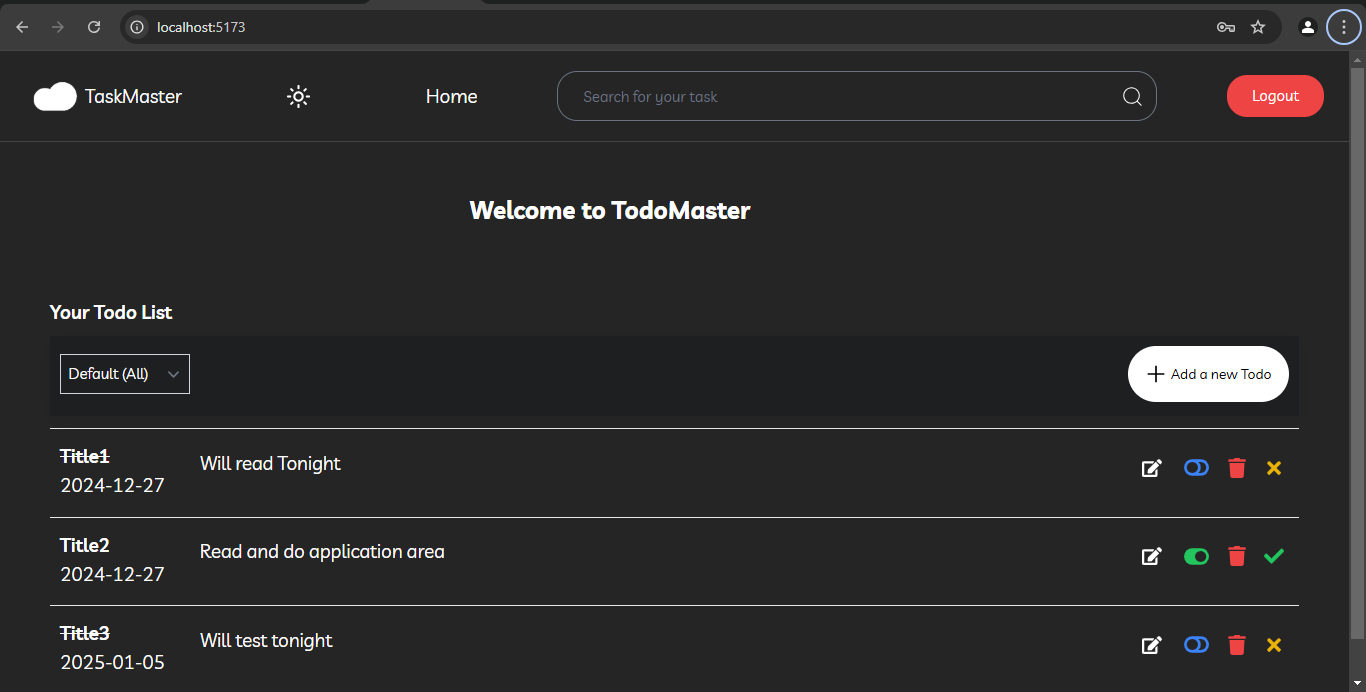 localhost:5173
TaskMaster
Home
Search for your task
Logout
Welcome to TodoMaster
Your Todo List
Default (All)
Add a new Todo
Title1
Will read Tonight
2024-12-27
Title2
Read and do application area
2024-12-27
Title3
Will test tonight
2025-01-05